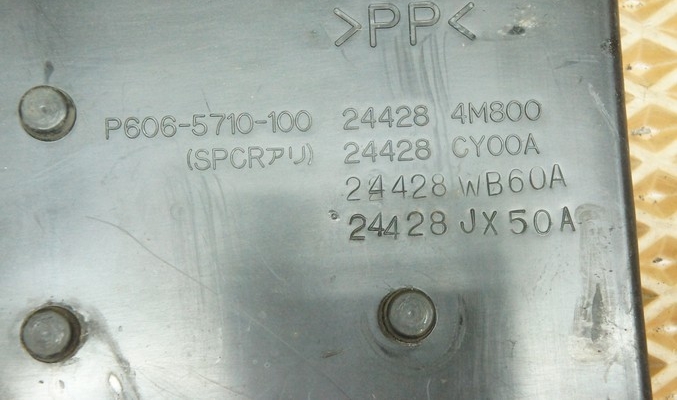 >PP<
P606-5710-100 24428 4M800
(SPCRアリ) 24428 CY00A
24428 WB60A
24428 JX50A